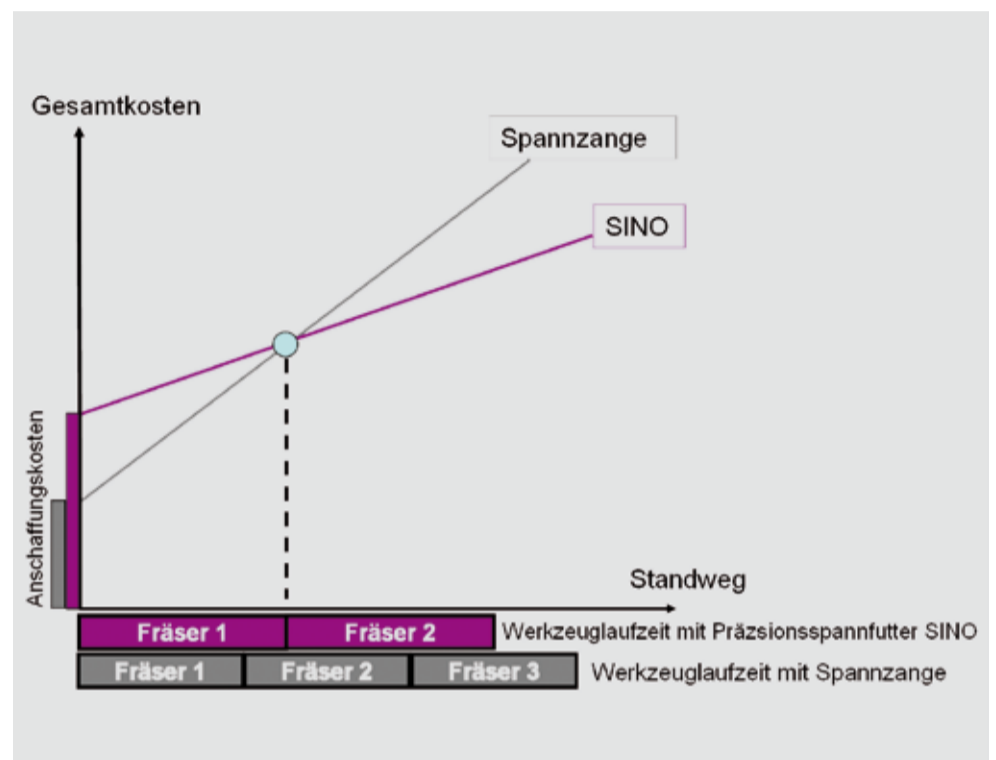 Gesamtkosten
Spannzange
SINO
Anschaffungskosten
Standweg
Fräser 1 Fräser 2 Werkzeuglaufzeit mit Präzsionsspannfutter SINO
Fräser 1 Fräser 2 Fräser 3 Werkzeuglaufzeit mit Spannzange